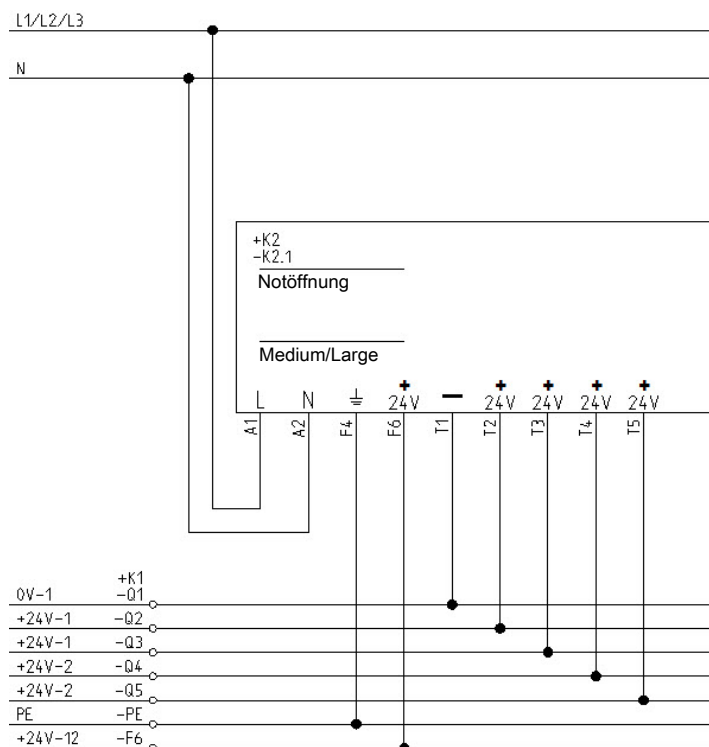 L1/L2/L3
N
+K2
-K2.1
Notöffnung
Medium/Large
L N ⏚ + 24V − + 24V + 24V + 24V + 24V
A1 A2 F4 F6 T1 T2 T3 T4 T5
+K1
0V-1 -Q1
+24V-1 -Q2
+24V-1 -Q3
+24V-2 -Q4
+24V-2 -Q5
PE -PE
+24V-12 -F6